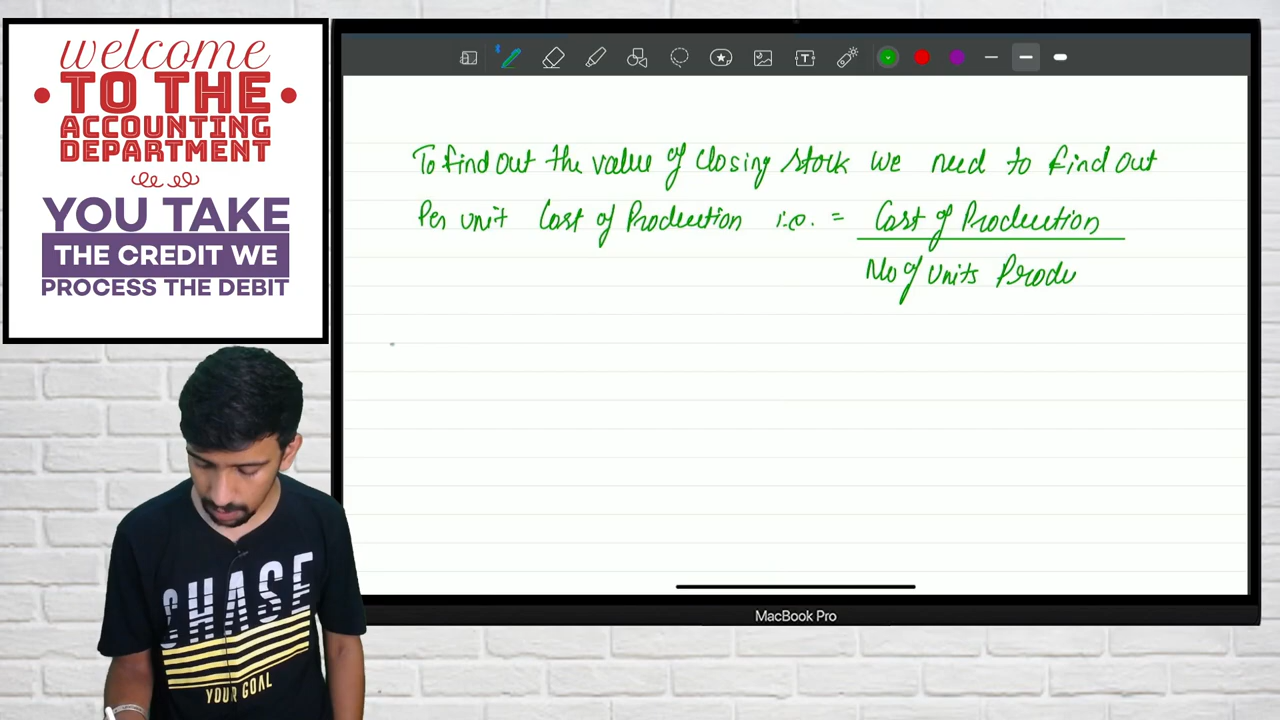 welcome
TO THE
ACCOUNTING
DEPARTMENT
YOU TAKE
THE CREDIT WE
PROCESS THE DEBIT
To find out the value of closing stock we need to find out
Per unit Cost of Production i.e. = Cost of Production
No of units Produ
CHASE
YOUR GOAL
MacBook Pro